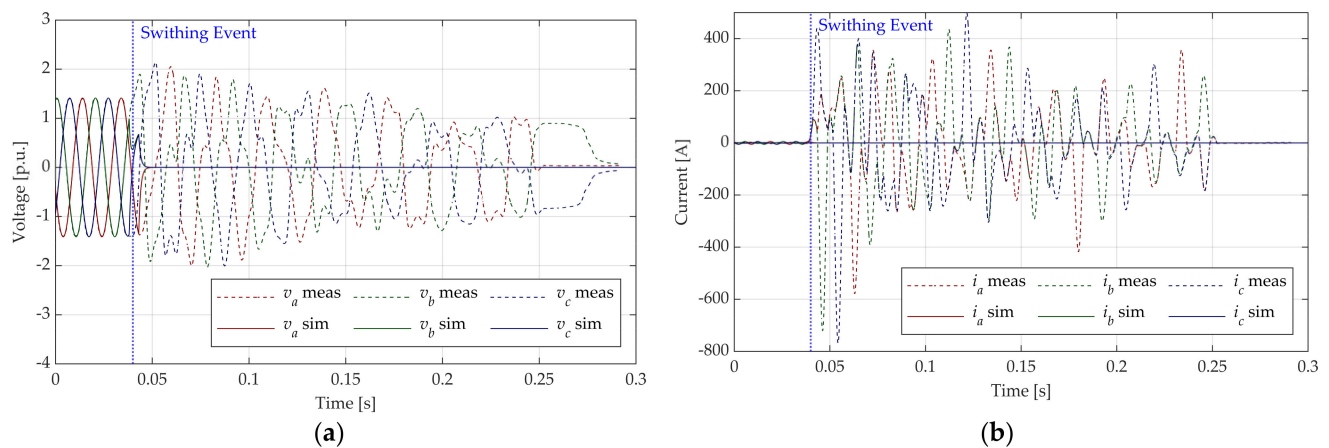 Swithing Event
3
2
1
0
-1
-2
-3
-4
Voltage [p.u.]
0 0.05 0.1 0.15 0.2 0.25 0.3
Time [s]
v_a meas v_b meas v_c meas
v_a sim v_b sim v_c sim
(a)
Swithing Event
400
200
0
-200
-400
-600
-800
Current [A]
0 0.05 0.1 0.15 0.2 0.25 0.3
Time [s]
i_a meas i_b meas i_c meas
i_a sim i_b sim i_c sim
(b)